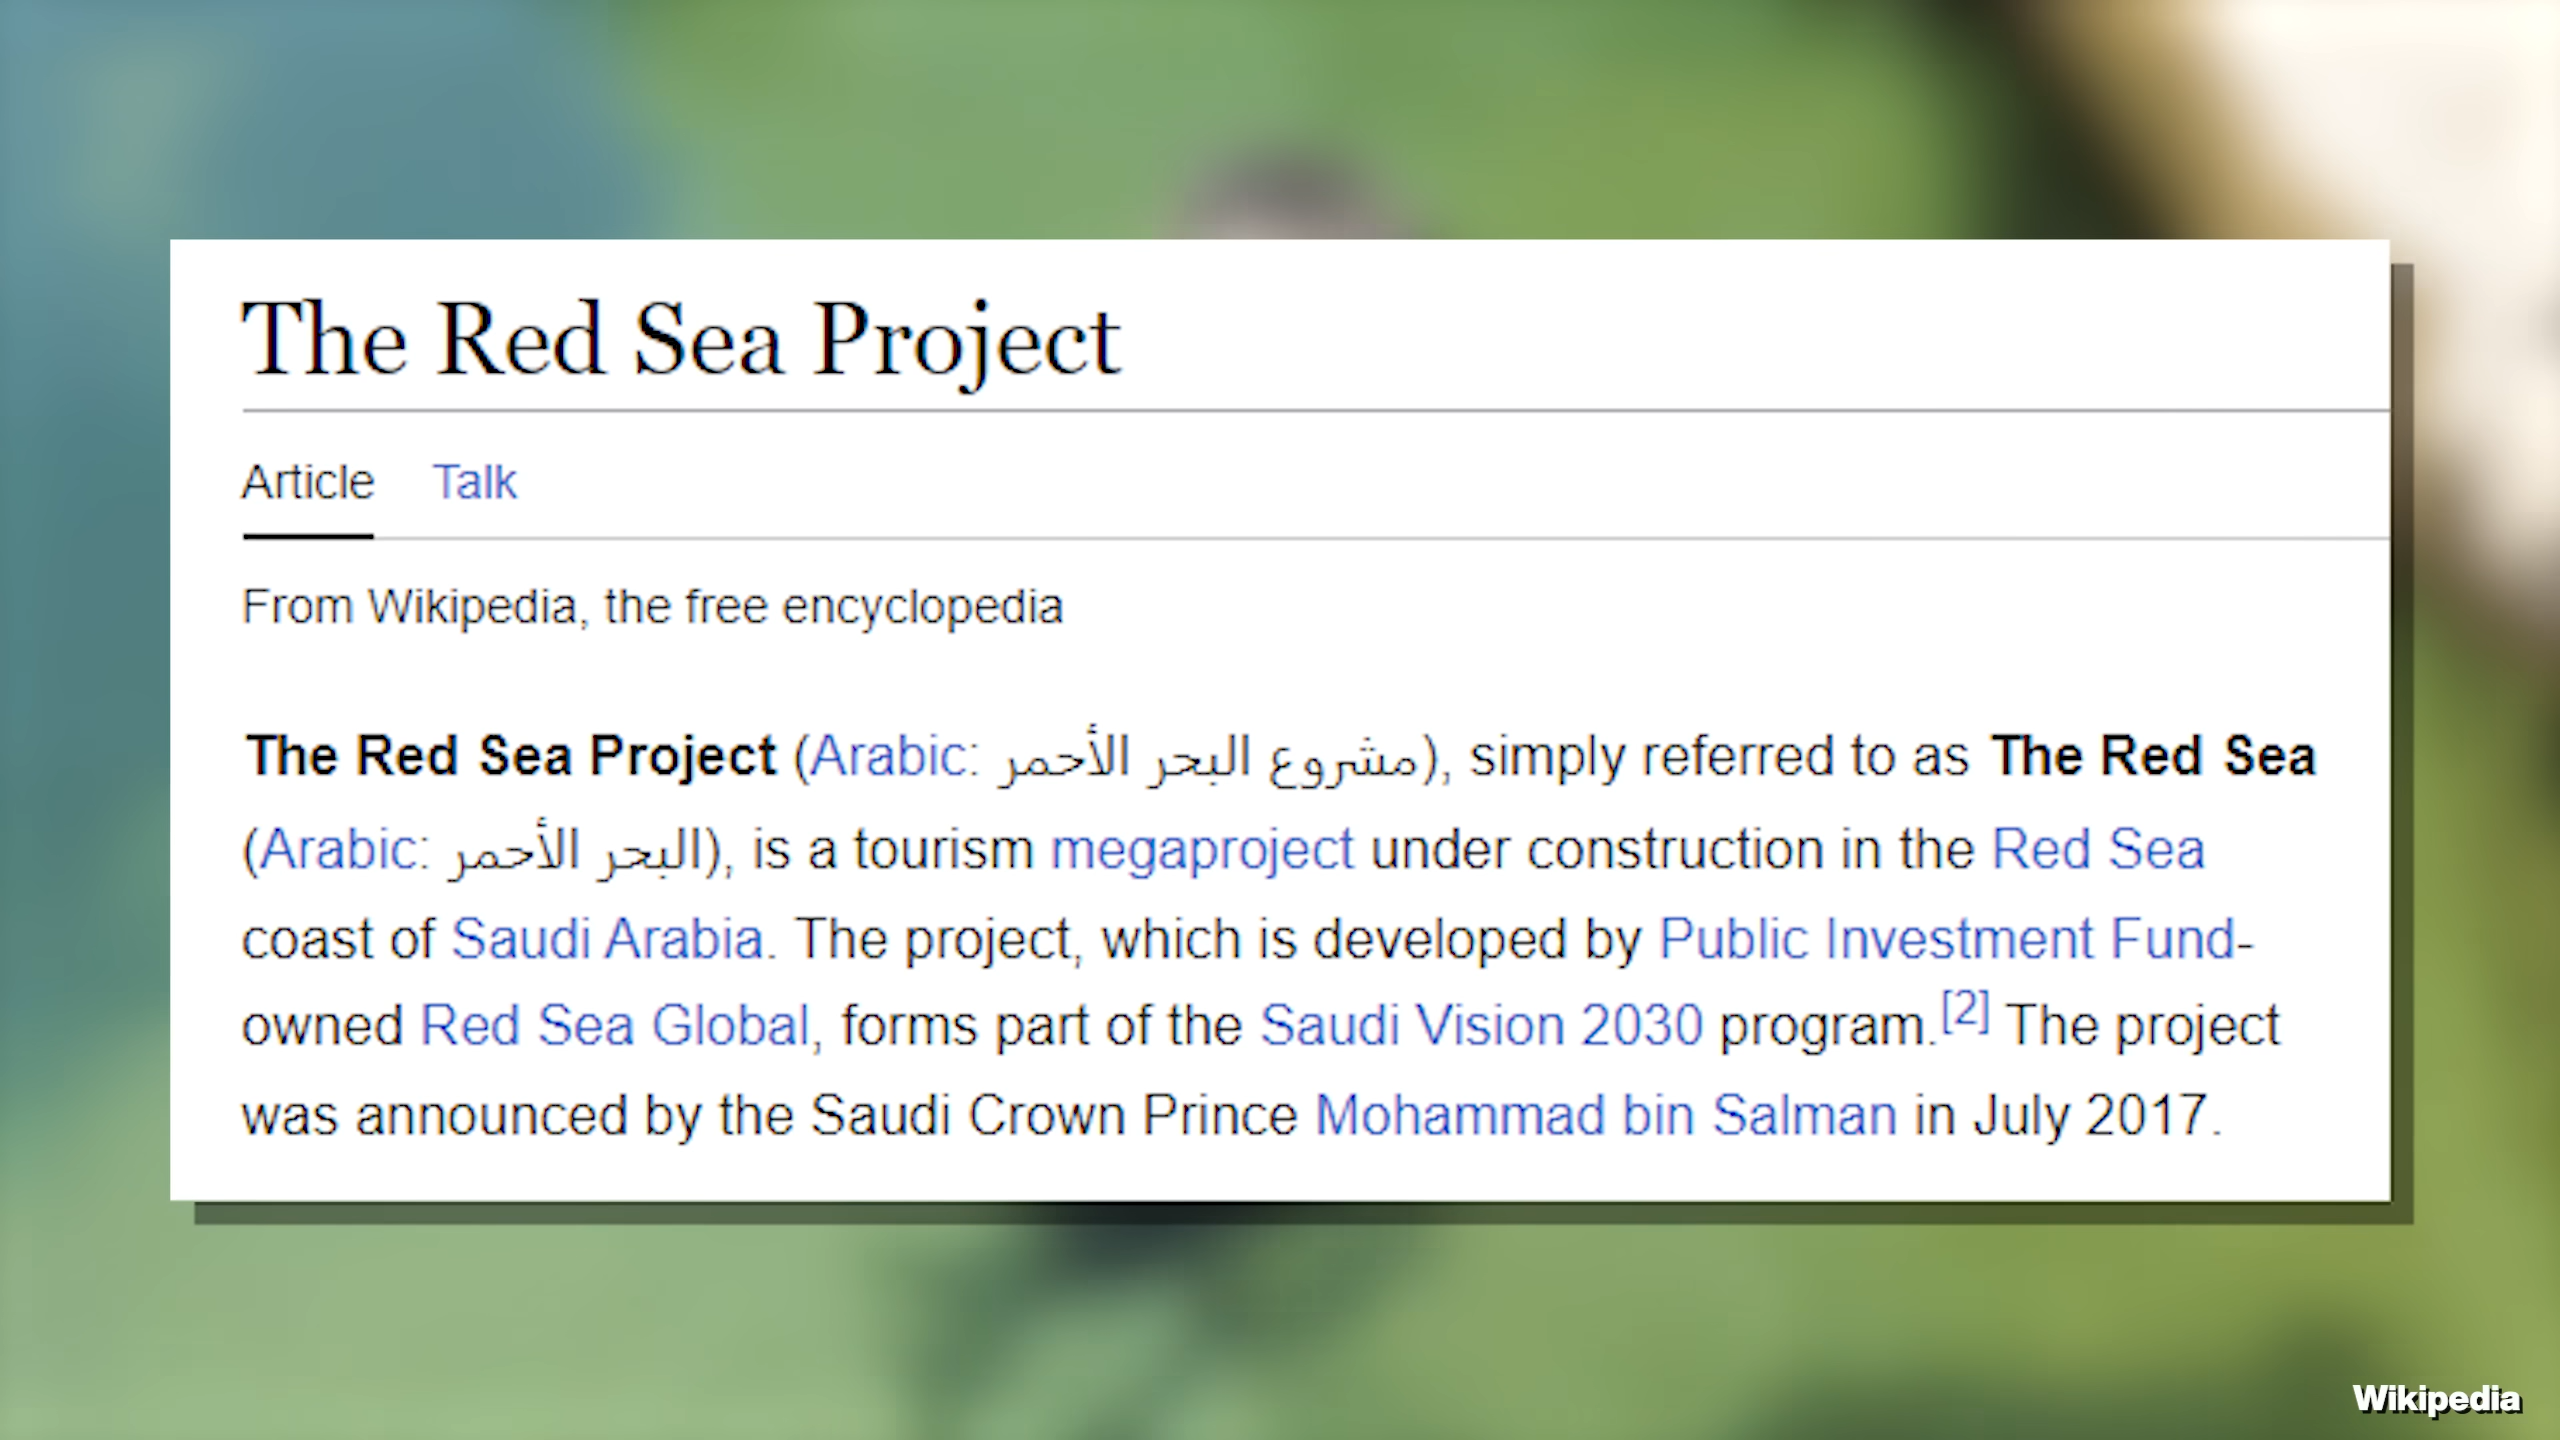 The Red Sea Project
Article Talk
From Wikipedia, the free encyclopedia
The Red Sea Project (Arabic: مشروع البحر الأحمر), simply referred to as The Red Sea
(Arabic: البحر الأحمر), is a tourism megaproject under construction in the Red Sea
coast of Saudi Arabia. The project, which is developed by Public Investment Fund-
owned Red Sea Global, forms part of the Saudi Vision 2030 program.[2] The project
was announced by the Saudi Crown Prince Mohammad bin Salman in July 2017.
Wikipedia